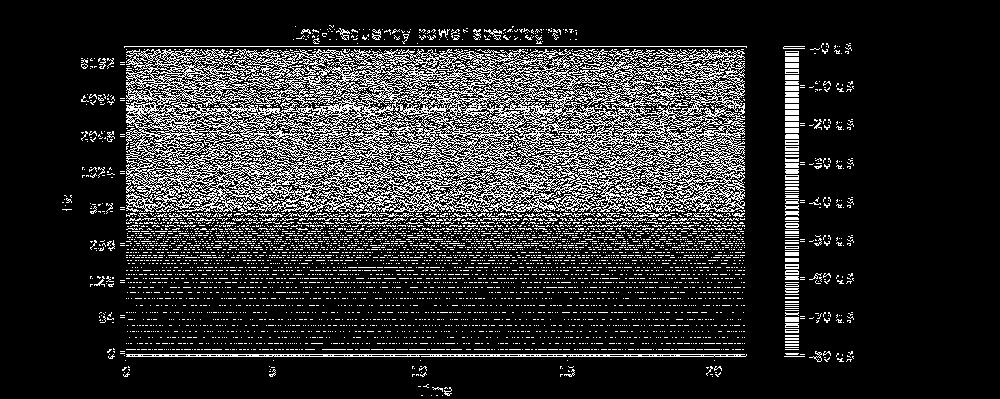 Log-frequency power spectrogram
8192
4096
2048
1024
512
256
128
64
0
Hz
0 5 10 15 20
Time
+0 dB
-10 dB
-20 dB
-30 dB
-40 dB
-50 dB
-60 dB
-70 dB
-80 dB